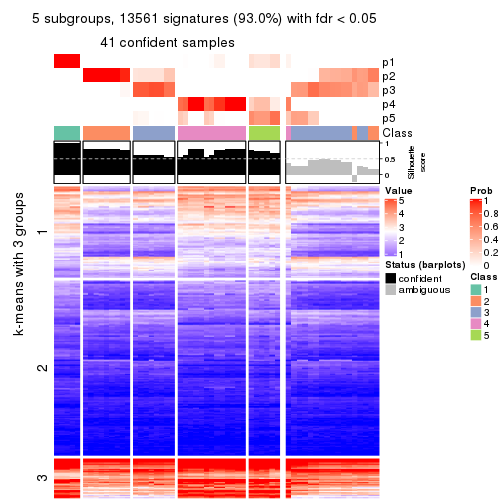 5 subgroups, 13561 signatures (93.0%) with fdr < 0.05
41 confident samples
p1
p2
p3
p4
p5
Class
1
0.5
0
Silhouette
score
k-means with 3 groups
1
2
3
Value
5
4
3
2
1
Status (barplots)
confident
ambiguous
Prob
1
0.8
0.6
0.4
0.2
0
Class
1
2
3
4
5